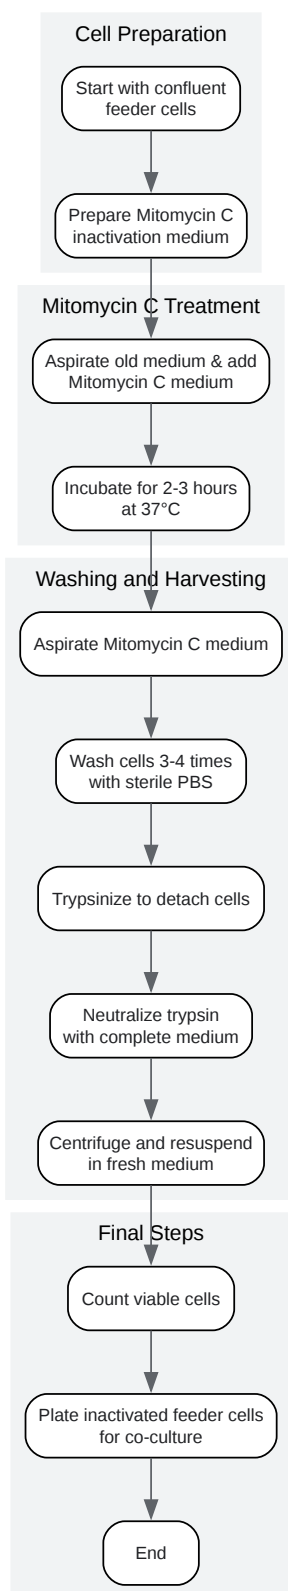 Cell Preparation
Start with confluent
feeder cells
Prepare Mitomycin C
inactivation medium
Mitomycin C Treatment
Aspirate old medium & add
Mitomycin C medium
Incubate for 2-3 hours
at 37°C
Washing and Harvesting
Aspirate Mitomycin C medium
Wash cells 3-4 times
with sterile PBS
Trypsinize to detach cells
Neutralize trypsin
with complete medium
Centrifuge and resuspend
in fresh medium
Final Steps
Count viable cells
Plate inactivated feeder cells
for co-culture
End